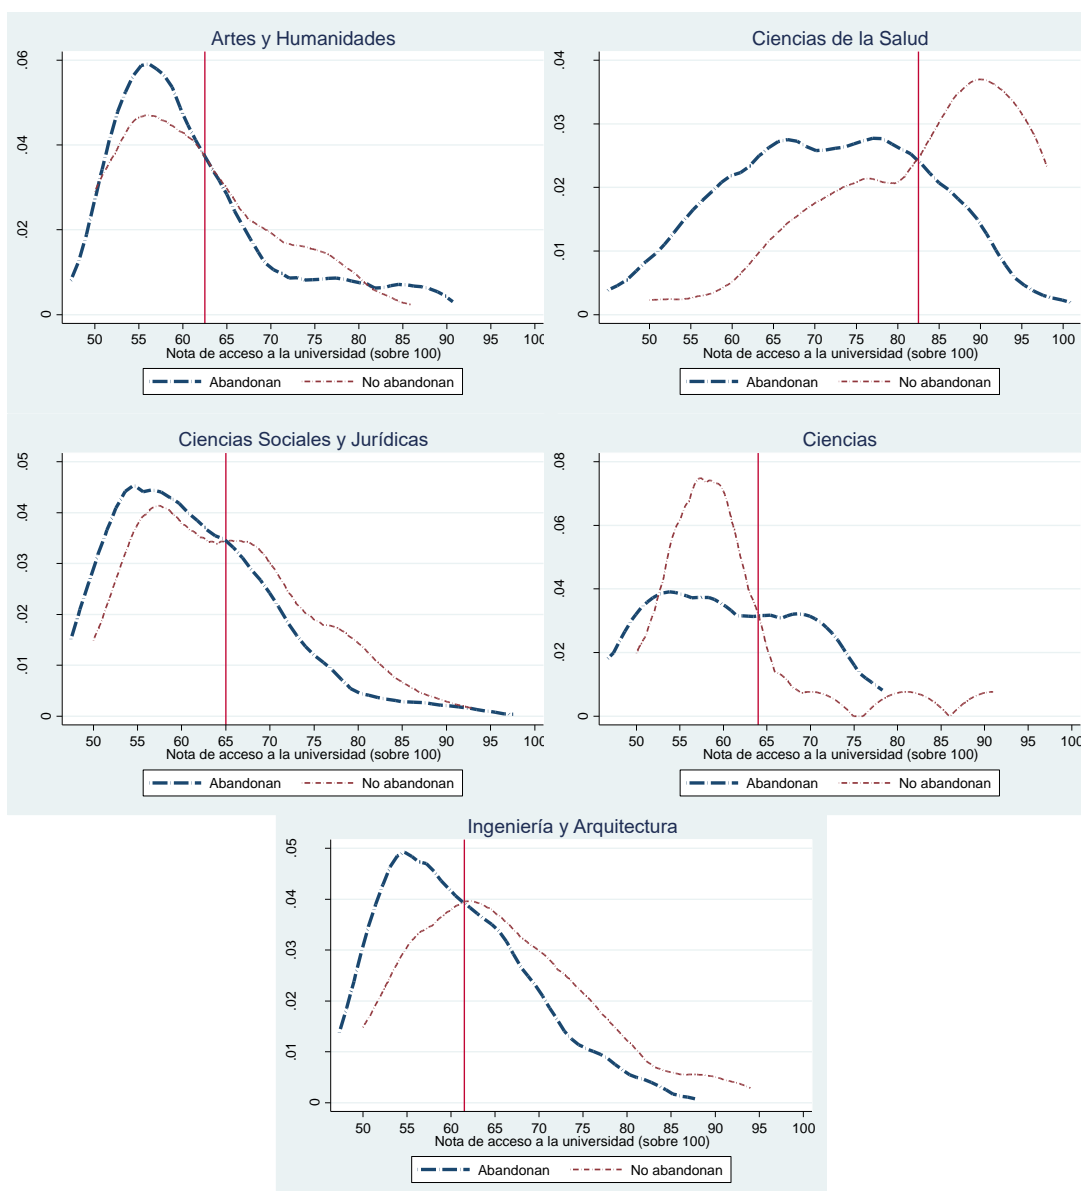 Artes y Humanidades
.06
.04
.02
0
50 55 60 65 70 75 80 85 90 95 100
Nota de acceso a la universidad (sobre 100)
Abandonan No abandonan
Ciencias de la Salud
.04
.03
.02
.01
0
50 55 60 65 70 75 80 85 90 95 100
Nota de acceso a la universidad (sobre 100)
Abandonan No abandonan
Ciencias Sociales y Jurídicas
.05
.04
.03
.02
.01
0
50 55 60 65 70 75 80 85 90 95 100
Nota de acceso a la universidad (sobre 100)
Abandonan No abandonan
Ciencias
.08
.06
.04
.02
0
50 55 60 65 70 75 80 85 90 95 100
Nota de acceso a la universidad (sobre 100)
Abandonan No abandonan
Ingeniería y Arquitectura
.05
.04
.03
.02
.01
0
50 55 60 65 70 75 80 85 90 95 100
Nota de acceso a la universidad (sobre 100)
Abandonan No abandonan